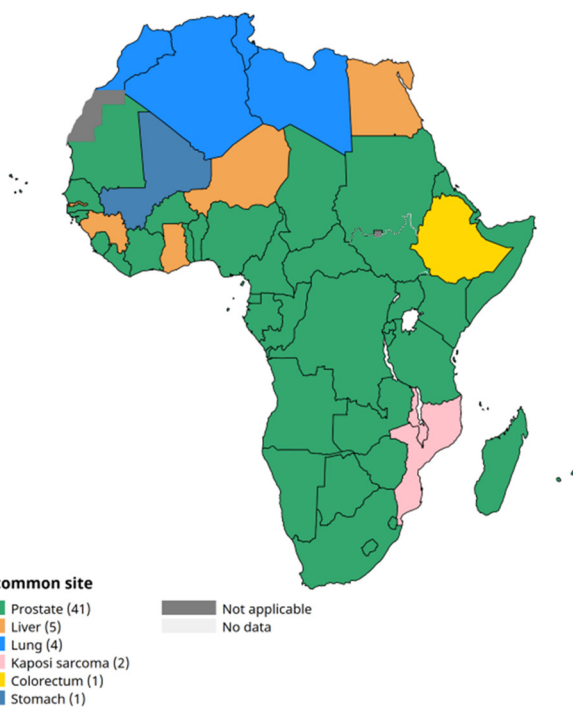 ommon site
Prostate (41)
Liver (5)
Lung (4)
Kaposi sarcoma (2)
Colorectum (1)
Stomach (1)
Not applicable
No data